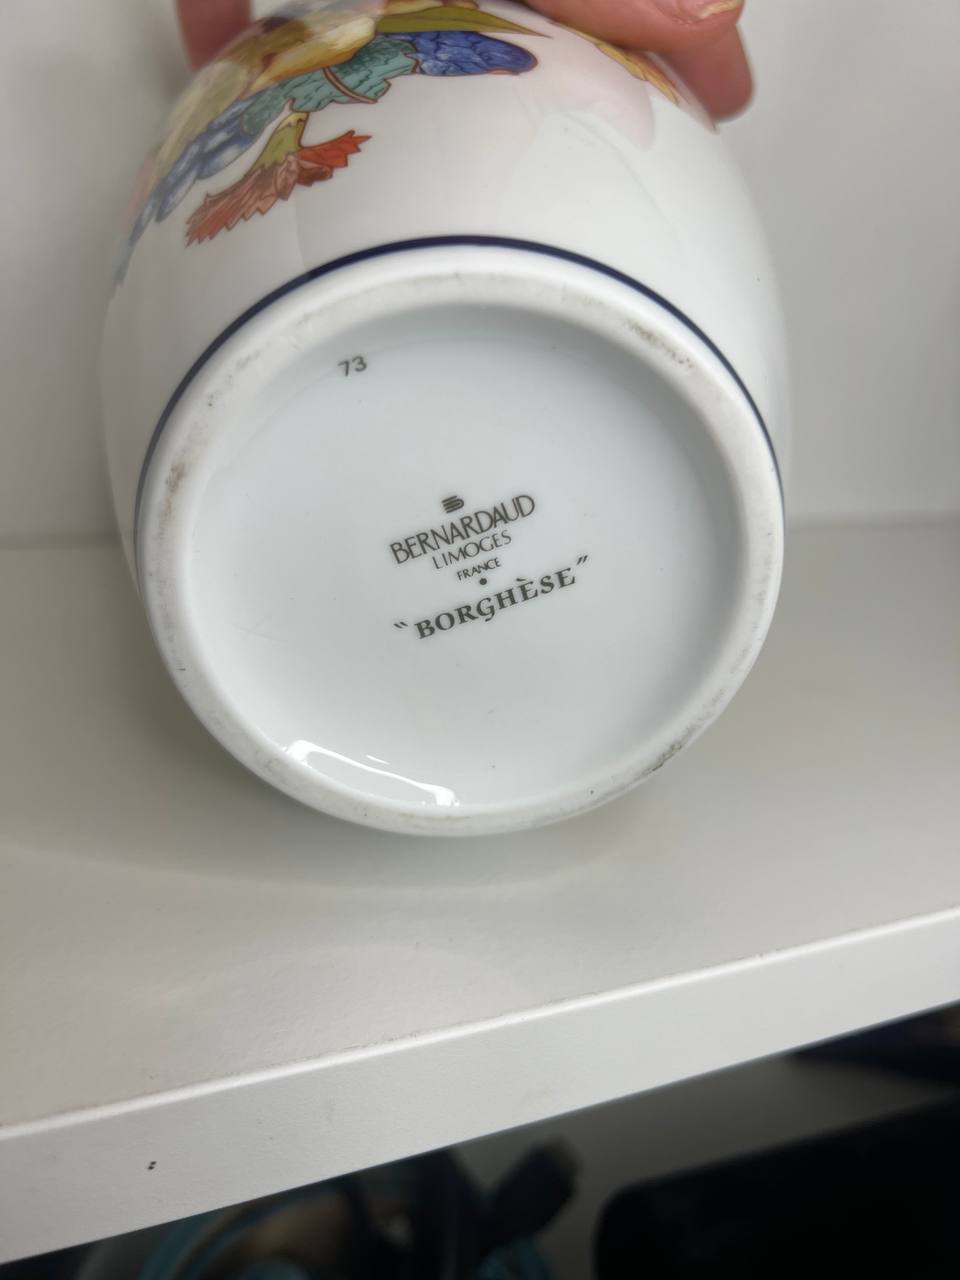 73
BERNARDAUD
LIMOGES
FRANCE
"BORGHÈSE"